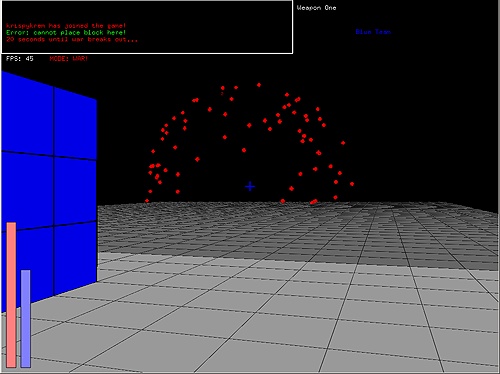 Weapon One
krispykrem has joined the game!
Error: cannot place block here!
29 seconds until war breaks out...
Blue Team
FPS: 45 MODE: WAR!